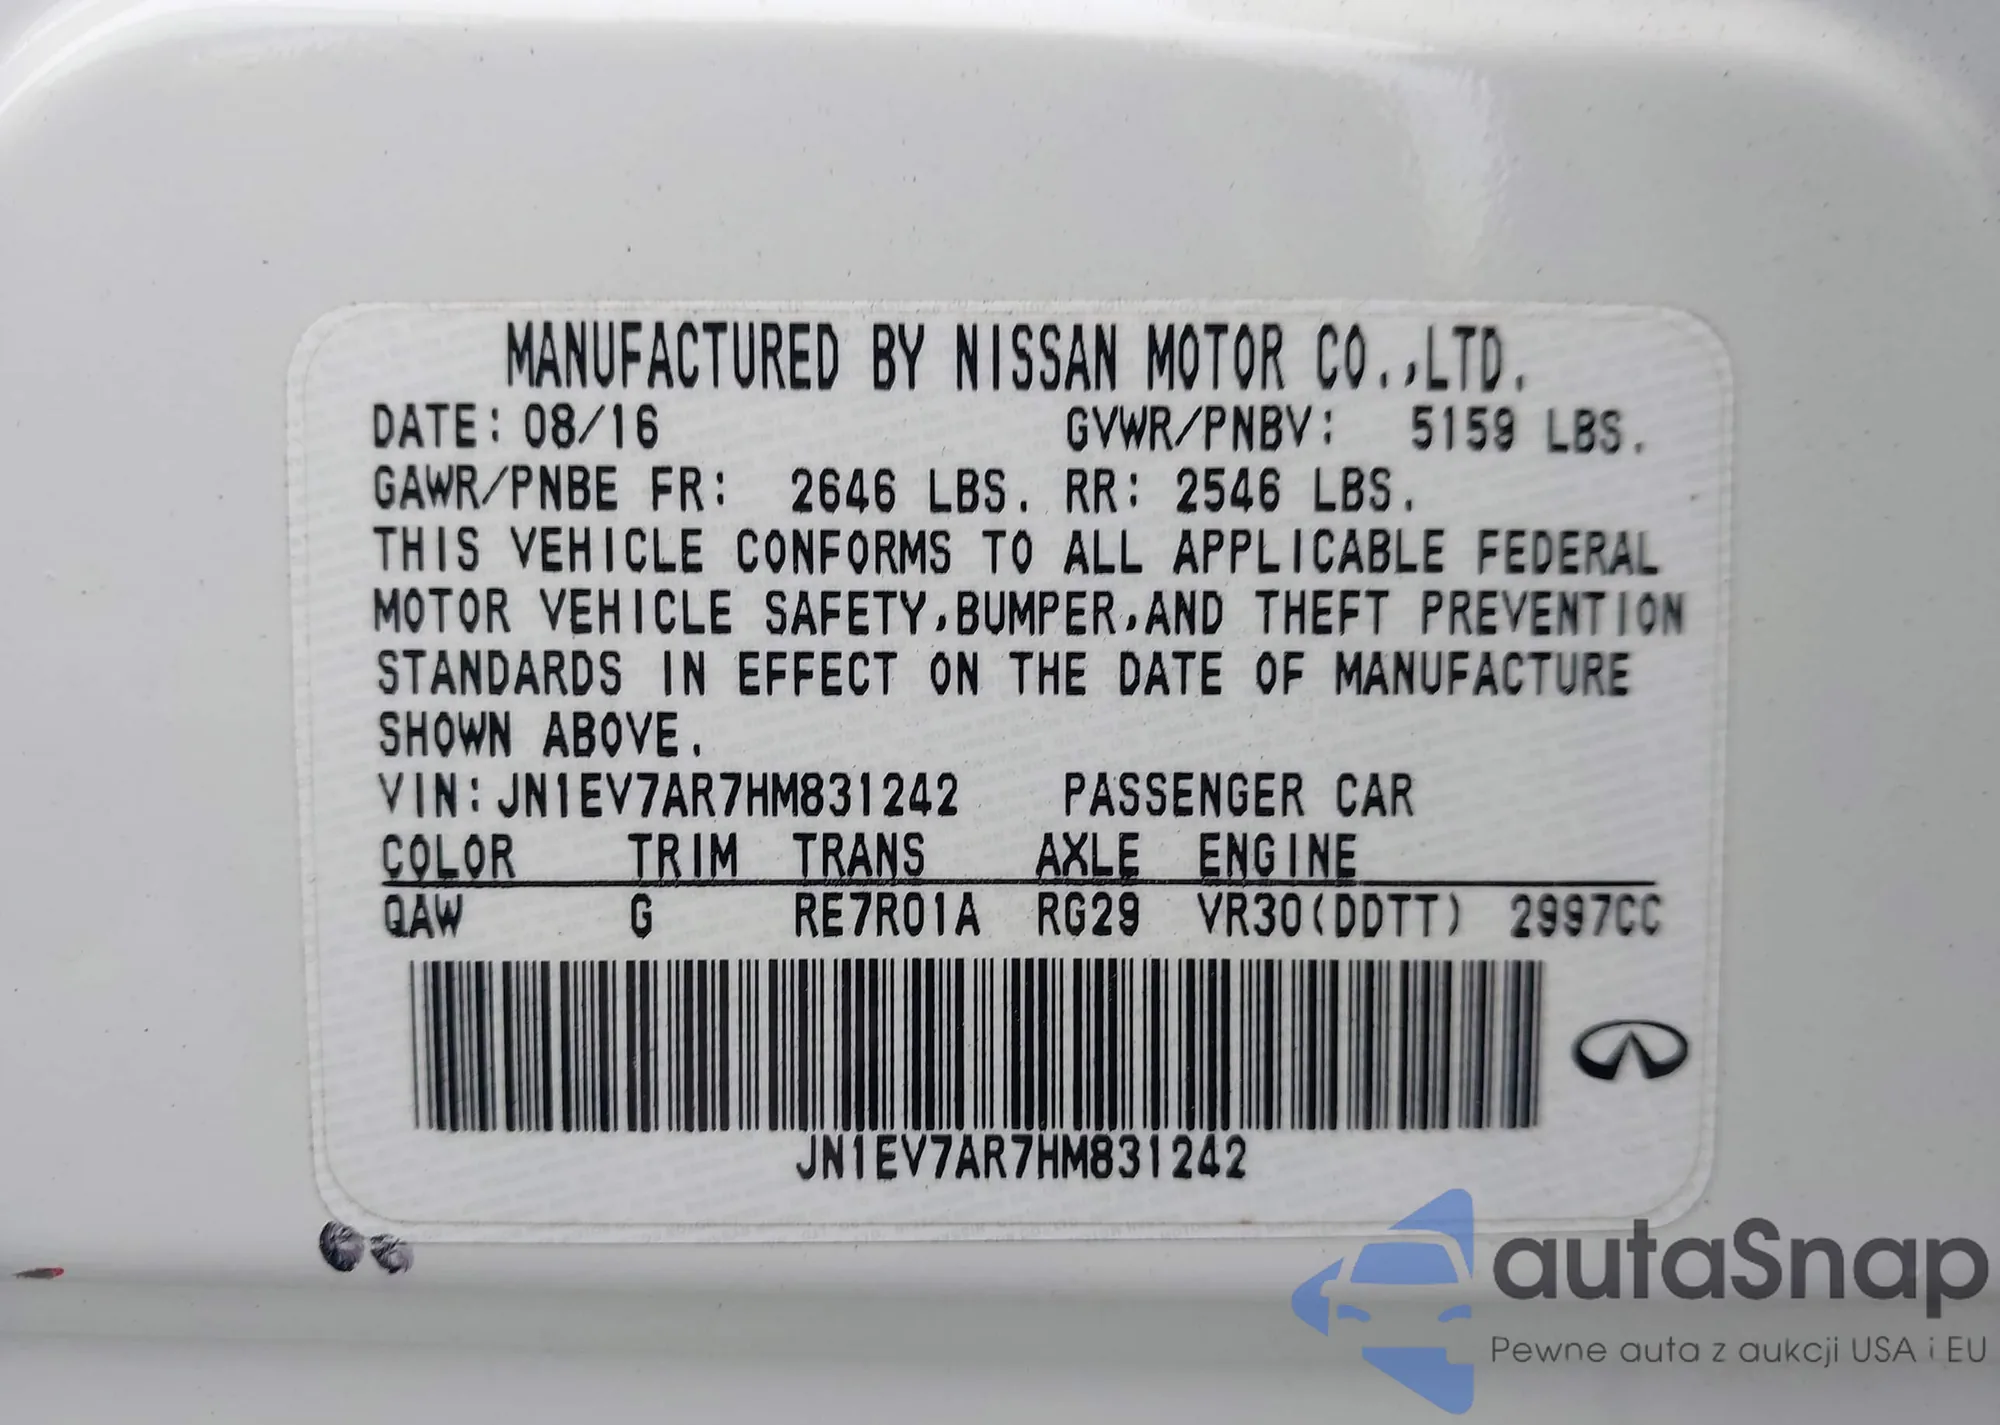 MANUFACTURED BY NISSAN MOTOR CO.,LTD.
DATE: 08/16 GVWR/PNBV: 5159 LBS.
GAWR/PNBE FR: 2646 LBS. RR: 2546 LBS.
THIS VEHICLE CONFORMS TO ALL APPLICABLE FEDERAL
MOTOR VEHICLE SAFETY,BUMPER,AND THEFT PREVENTION
STANDARDS IN EFFECT ON THE DATE OF MANUFACTURE
SHOWN ABOVE.
VIN:JN1EV7AR7HM831242 PASSENGER CAR
COLOR TRIM TRANS AXLE ENGINE
QAW G RE7R01A RG29 VR30(DDTT) 2997CC
JN1EV7AR7HM831242
autaSnap
Pewne auta z aukcji USA i EU